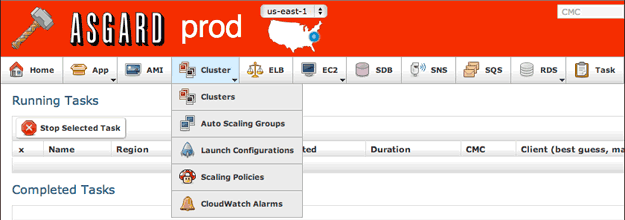 ASGARD prod
us-east-1
CMC
Home App AMI Cluster ELB EC2 SDB SNS SQS RDS Task
Running Tasks
Clusters
Stop Selected Task
Auto Scaling Groups
x Name Region Launch Configurations Duration CMC Client (best guess, ma
Scaling Policies
Completed Tasks
CloudWatch Alarms